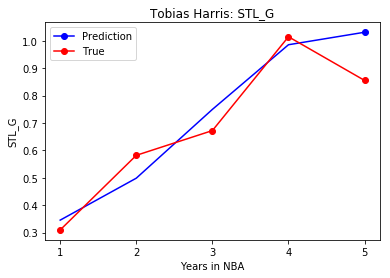 Tobias Harris: STL_G
Prediction
True
1.0
0.9
0.8
0.7
0.6
0.5
0.4
0.3
STL_G
1 2 3 4 5
Years in NBA